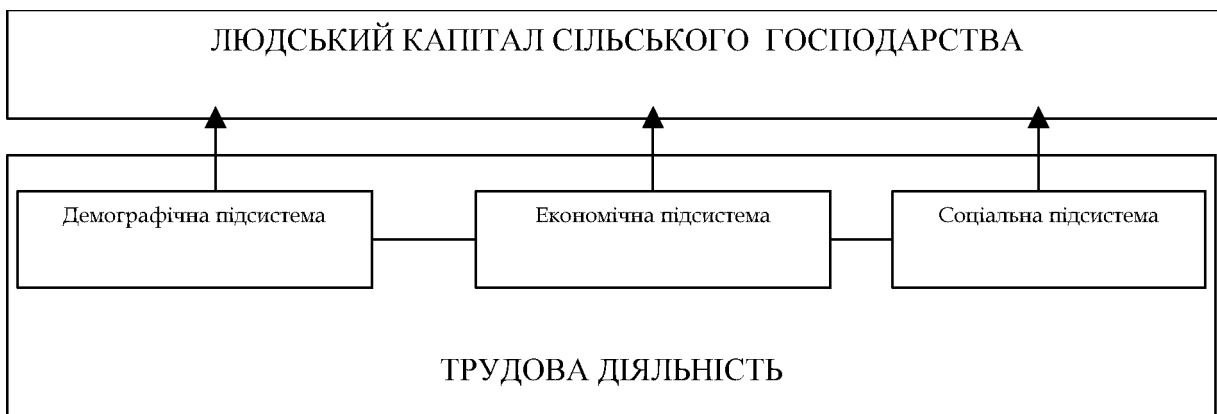 ЛЮДСЬКИЙ КАПІТАЛ СІЛЬСЬКОГО ГОСПОДАРСТВА
Демографічна підсистема
Економічна підсистема
Соціальна підсистема
ТРУДОВА ДІЯЛЬНІСТЬ